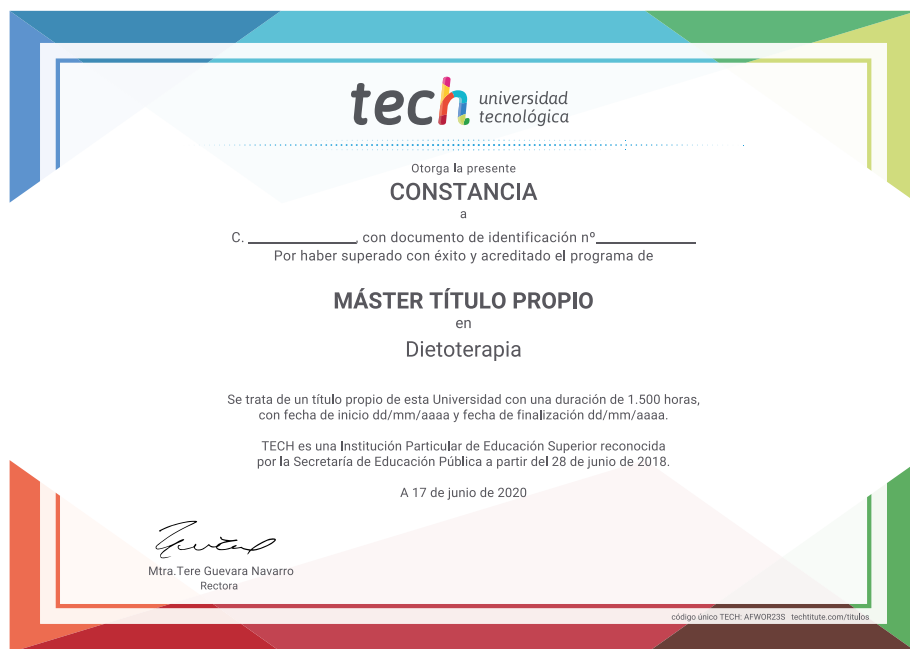 tech universidad
tecnológica
Otorga la presente
CONSTANCIA
a
C. ______________, con documento de identificación nº_____________
Por haber superado con éxito y acreditado el programa de
MÁSTER TÍTULO PROPIO
en
Dietoterapia
Se trata de un título propio de esta Universidad con una duración de 1.500 horas,
con fecha de inicio dd/mm/aaaa y fecha de finalización dd/mm/aaaa.
TECH es una Institución Particular de Educación Superior reconocida
por la Secretaría de Educación Pública a partir del 28 de junio de 2018.
A 17 de junio de 2020
Mtra.Tere Guevara Navarro
Rectora
código único TECH: AFWOR23S techtitute.com/titulos